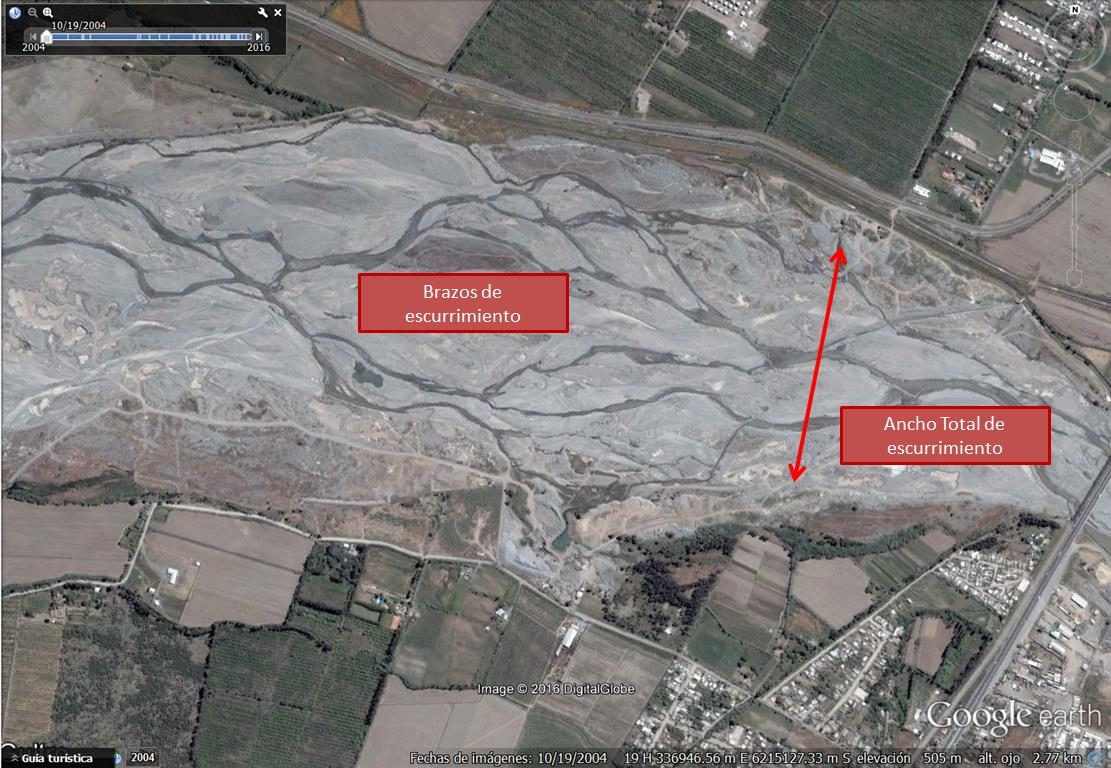 10/19/2004
2004
2016
N
Brazos de
escurrimiento
Ancho Total de
escurrimiento
Image © 2016 DigitalGlobe
Google earth
Guía turística
2004
Fechas de imágenes: 10/19/2004 19 H 336946.56 m E 6215127.33 m S elevación 505 m alt. ojo 2.77 km